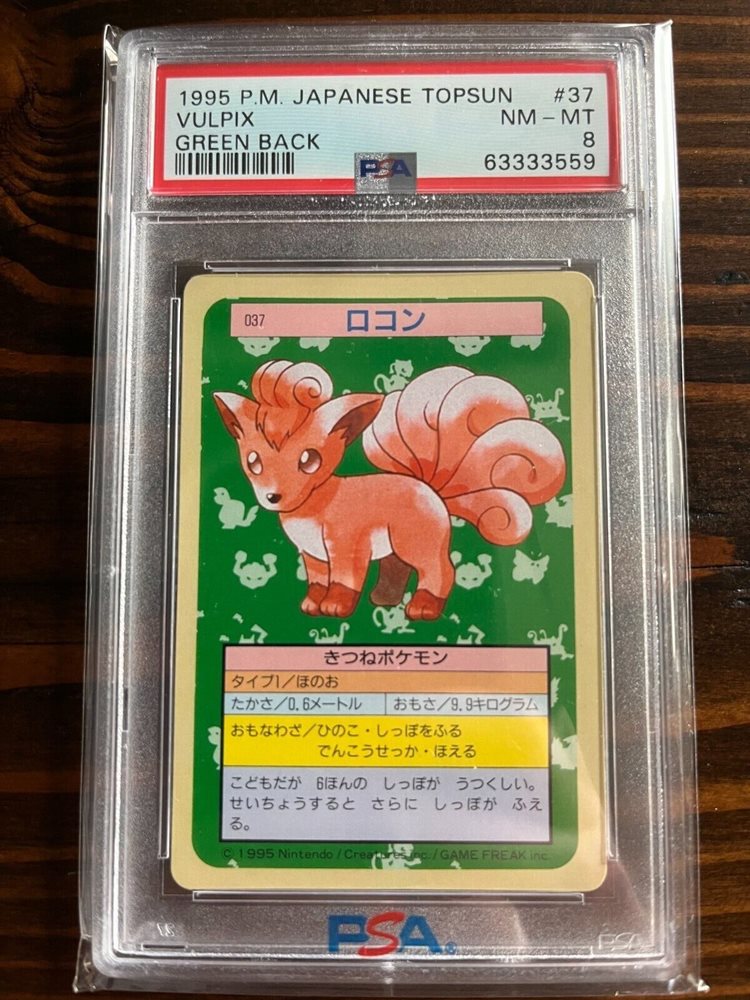 1995 P.M. JAPANESE TOPSUN #37
VULPIX NM - MT
GREEN BACK 8
PSA 63333559
037 ロコン
きつねポケモン
タイプ1/ほのお
たかさ/0.6メートル おもさ/9.9キログラム
おもなわざ/ひのこ・しっぽをふる
でんこうせっか・ほえる
こどもだが 6ほんの しっぽが うつくしい。
せいちょうすると さらに しっぽが ふえ
る。
© 1995 Nintendo / Creatures inc. / GAME FREAK inc.
PSA
PSA